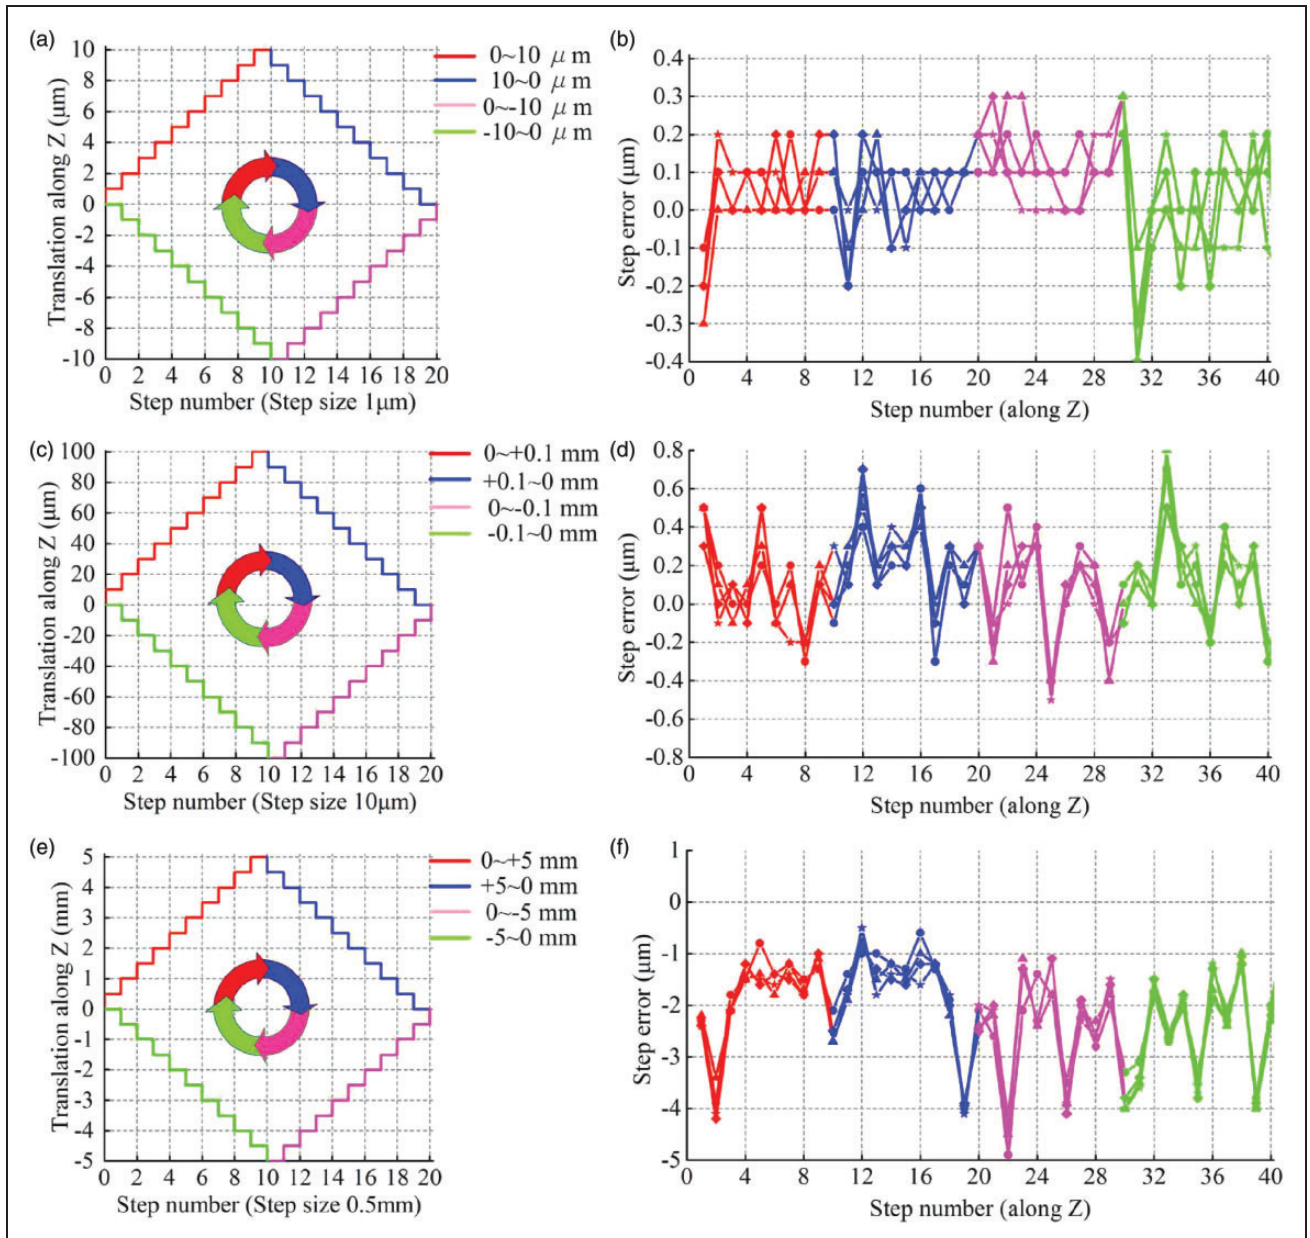 (a)
10
8
6
4
2
0
-2
-4
-6
-8
-10
Translation along Z (μm)
0 2 4 6 8 10 12 14 16 18 20
Step number (Step size 1μm)
0~10 μm
10~0 μm
0~-10 μm
-10~0 μm
(b)
0.4
0.3
0.2
0.1
0.0
-0.1
-0.2
-0.3
-0.4
Step error (μm)
0 4 8 12 16 20 24 28 32 36 40
Step number (along Z)
(c)
100
80
60
40
20
0
-20
-40
-60
-80
-100
Translation along Z (μm)
0 2 4 6 8 10 12 14 16 18 20
Step number (Step size 10μm)
0~+0.1 mm
+0.1~0 mm
0~-0.1 mm
-0.1~0 mm
(d)
0.8
0.6
0.4
0.2
0.0
-0.2
-0.4
-0.6
-0.8
Step error (μm)
0 4 8 12 16 20 24 28 32 36 40
Step number (along Z)
(e)
5
4
3
2
1
0
-1
-2
-3
-4
-5
Translation along Z (mm)
0 2 4 6 8 10 12 14 16 18 20
Step number (Step size 0.5mm)
0~+5 mm
+5~0 mm
0~-5 mm
-5~0 mm
(f)
1
0
-1
-2
-3
-4
-5
Step error (μm)
0 4 8 12 16 20 24 28 32 36 40
Step number (along Z)